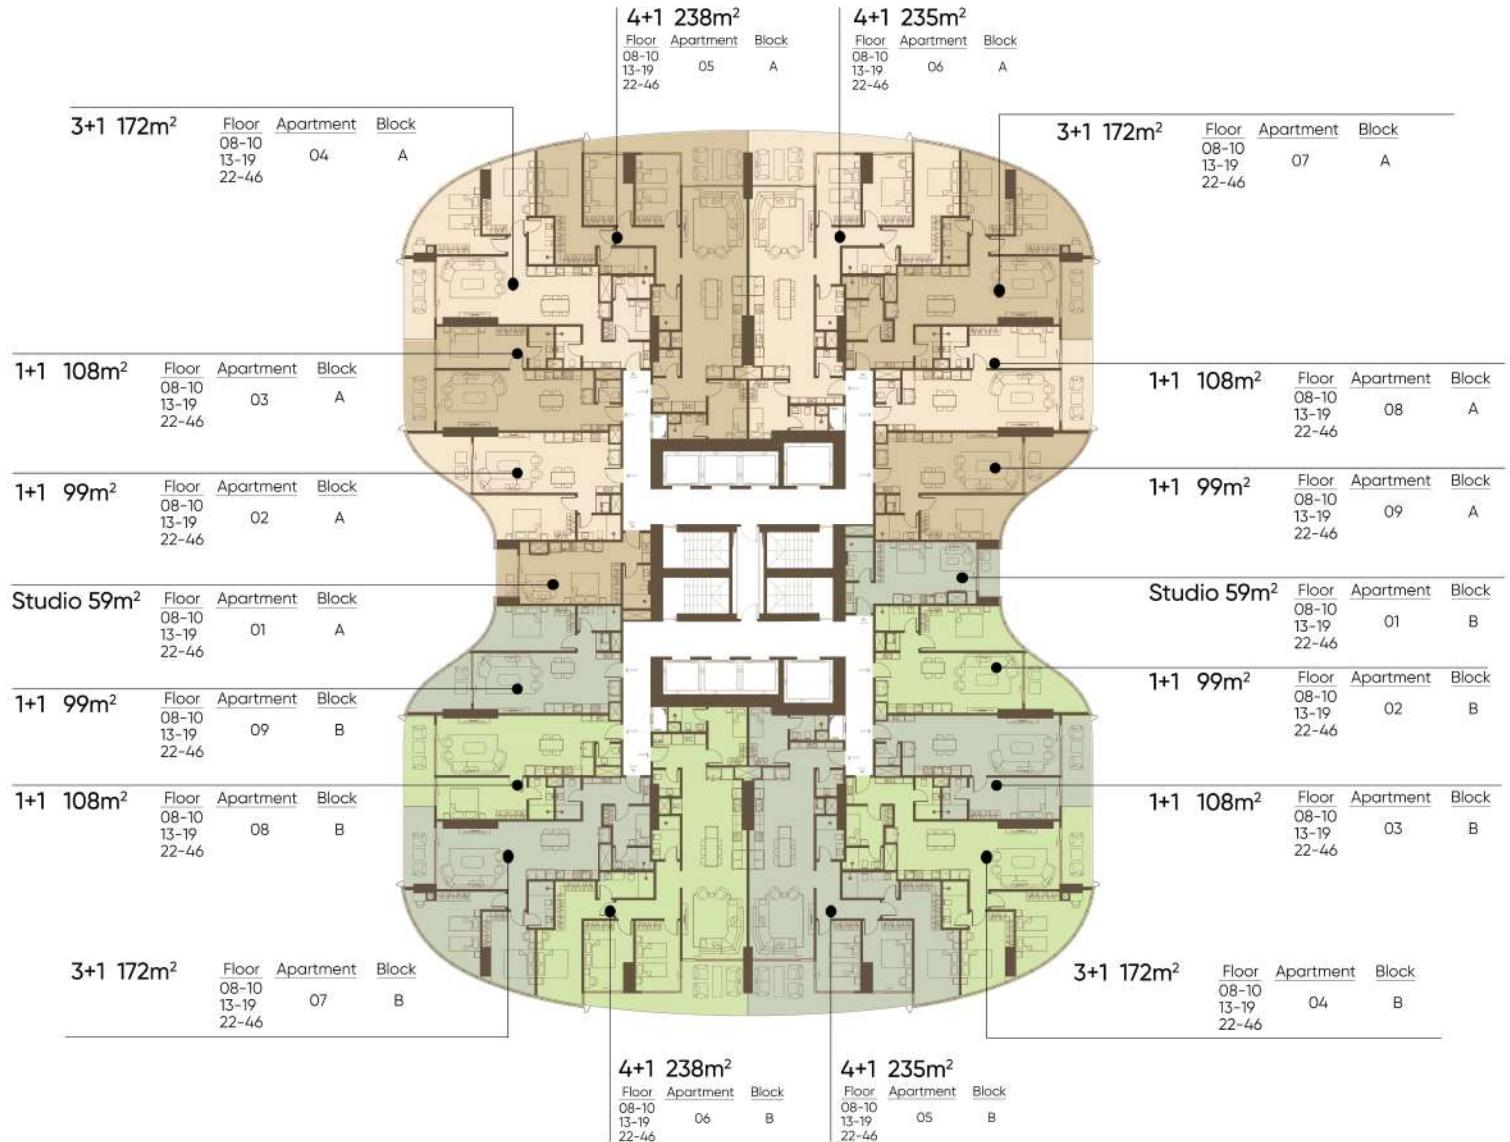 4+1 238m²
Floor Apartment Block
08-10
13-19 05 A
22-46
4+1 235m²
Floor Apartment Block
08-10
13-19 06 A
22-46
3+1 172m²
Floor Apartment Block
08-10
13-19 04 A
22-46
3+1 172m²
Floor Apartment Block
08-10
13-19 07 A
22-46
1+1 108m²
Floor Apartment Block
08-10
13-19 03 A
22-46
1+1 108m²
Floor Apartment Block
08-10
13-19 08 A
22-46
1+1 99m²
Floor Apartment Block
08-10
13-19 02 A
22-46
1+1 99m²
Floor Apartment Block
08-10
13-19 09 A
22-46
Studio 59m²
Floor Apartment Block
08-10
13-19 01 A
22-46
Studio 59m²
Floor Apartment Block
08-10
13-19 01 B
22-46
1+1 99m²
Floor Apartment Block
08-10
13-19 09 B
22-46
1+1 99m²
Floor Apartment Block
08-10
13-19 02 B
22-46
1+1 108m²
Floor Apartment Block
08-10
13-19 08 B
22-46
1+1 108m²
Floor Apartment Block
08-10
13-19 03 B
22-46
3+1 172m²
Floor Apartment Block
08-10
13-19 07 B
22-46
3+1 172m²
Floor Apartment Block
08-10
13-19 04 B
22-46
4+1 238m²
Floor Apartment Block
08-10
13-19 06 B
22-46
4+1 235m²
Floor Apartment Block
08-10
13-19 05 B
22-46